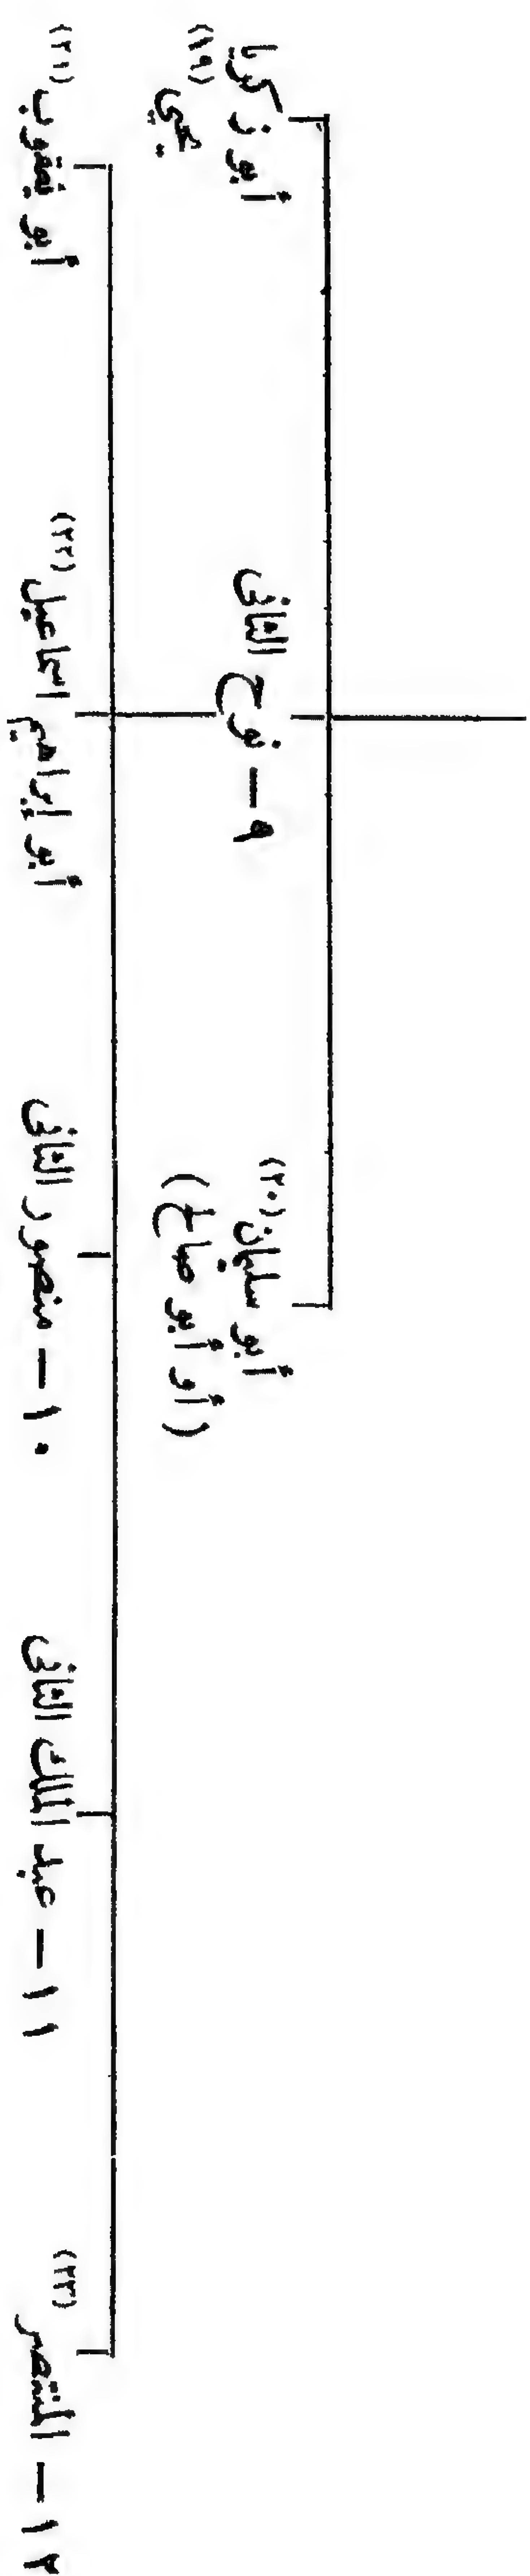 أبو سليمان (٢٠)
(أو أبو صالح)
٩ – نوح الثاني
أبو زكريا
يحيى (١٩)
١٢ – المنتصر (٢٣)
١١ – عبد الملك الثاني
١٠ – منصور الثاني
أبو إبراهيم اسماعيل (٢٢)
أبو يعقوب (٢١)